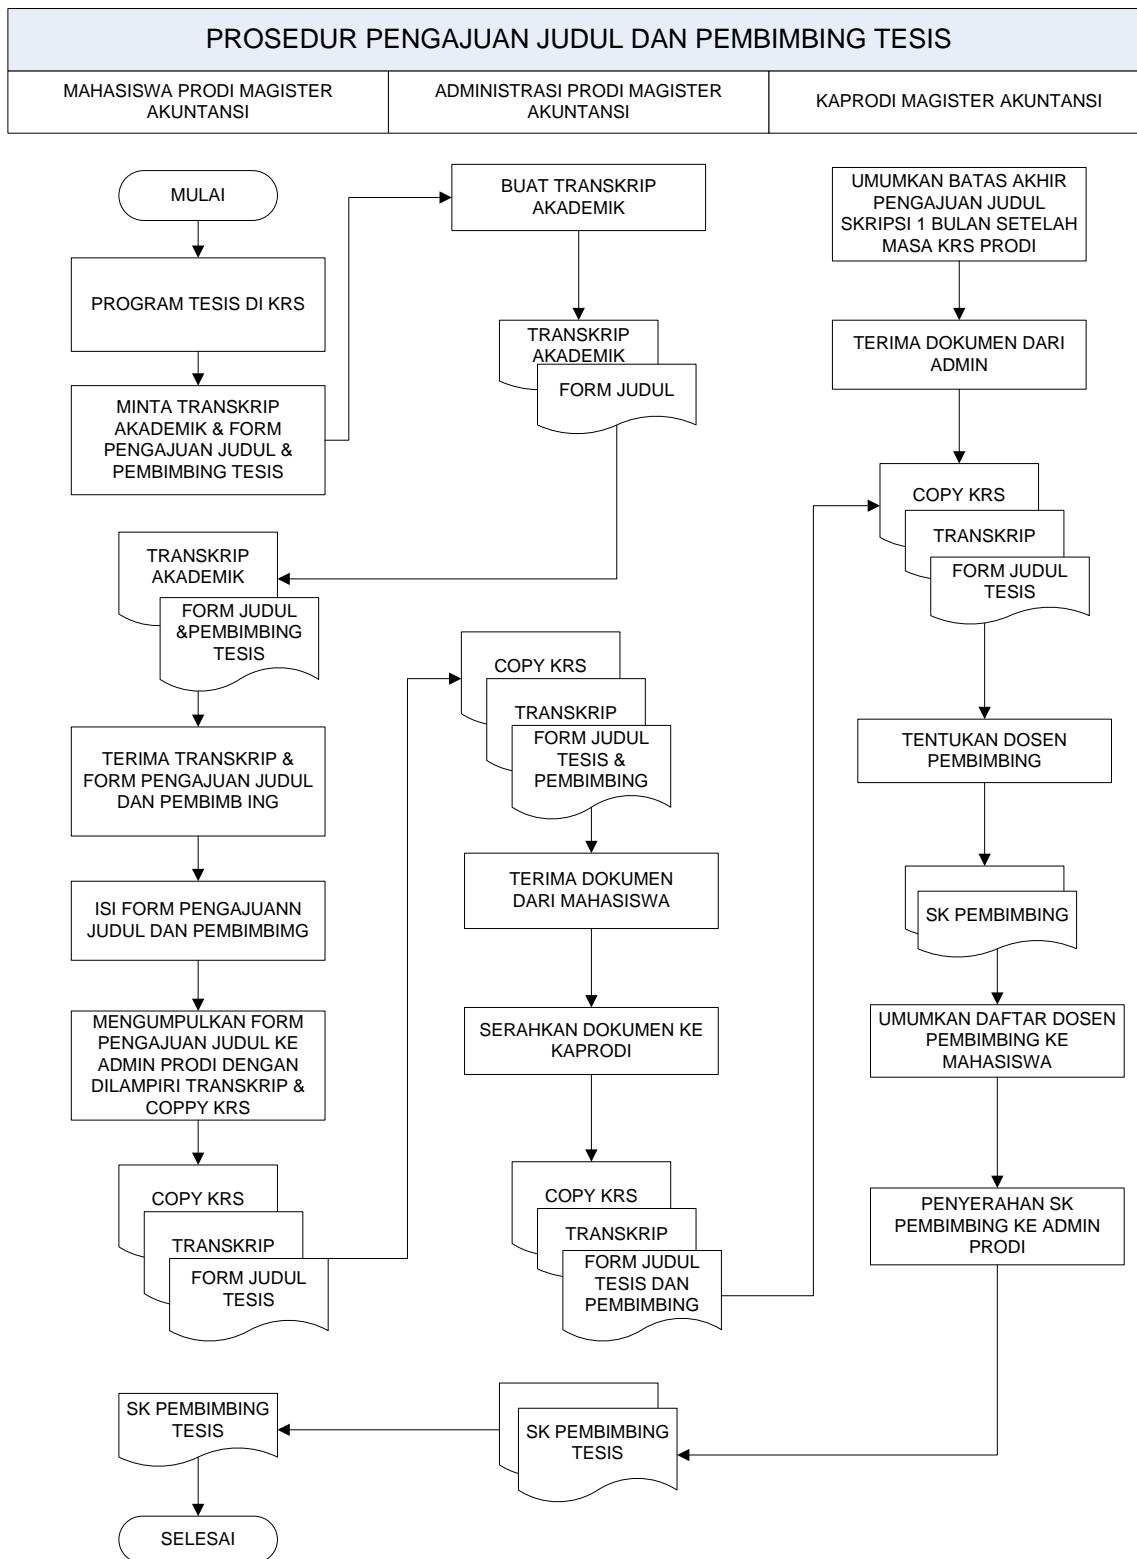 PROSEDUR PENGAJUAN JUDUL DAN PEMBIMBING TESIS
MAHASISWA PRODI MAGISTER
AKUNTANSI
ADMINISTRASI PRODI MAGISTER
AKUNTANSI
KAPRODI MAGISTER AKUNTANSI
MULAI
PROGRAM TESIS DI KRS
MINTA TRANSKRIP
AKADEMIK & FORM
PENGAJUAN JUDUL &
PEMBIMBING TESIS
BUAT TRANSKRIP
AKADEMIK
TRANSKRIP
AKADEMIK
FORM JUDUL
TRANSKRIP
AKADEMIK
FORM JUDUL
&PEMBIMBING
TESIS
TERIMA TRANSKRIP &
FORM PENGAJUAN JUDUL
DAN PEMBIMB ING
ISI FORM PENGAJUANN
JUDUL DAN PEMBIMBIMG
MENGUMPULKAN FORM
PENGAJUAN JUDUL KE
ADMIN PRODI DENGAN
DILAMPIRI TRANSKRIP &
COPPY KRS
COPY KRS
TRANSKRIP
FORM JUDUL
TESIS
COPY KRS
TRANSKRIP
FORM JUDUL
TESIS &
PEMBIMBING
TERIMA DOKUMEN
DARI MAHASISWA
SERAHKAN DOKUMEN KE
KAPRODI
COPY KRS
TRANSKRIP
FORM JUDUL
TESIS DAN
PEMBIMBING
UMUMKAN BATAS AKHIR
PENGAJUAN JUDUL
SKRIPSI 1 BULAN SETELAH
MASA KRS PRODI
TERIMA DOKUMEN DARI
ADMIN
COPY KRS
TRANSKRIP
FORM JUDUL
TESIS
TENTUKAN DOSEN
PEMBIMBING
SK PEMBIMBING
UMUMKAN DAFTAR DOSEN
PEMBIMBING KE
MAHASISWA
PENYERAHAN SK
PEMBIMBING KE ADMIN
PRODI
SK PEMBIMBING
TESIS
SK PEMBIMBING
TESIS
SELESAI